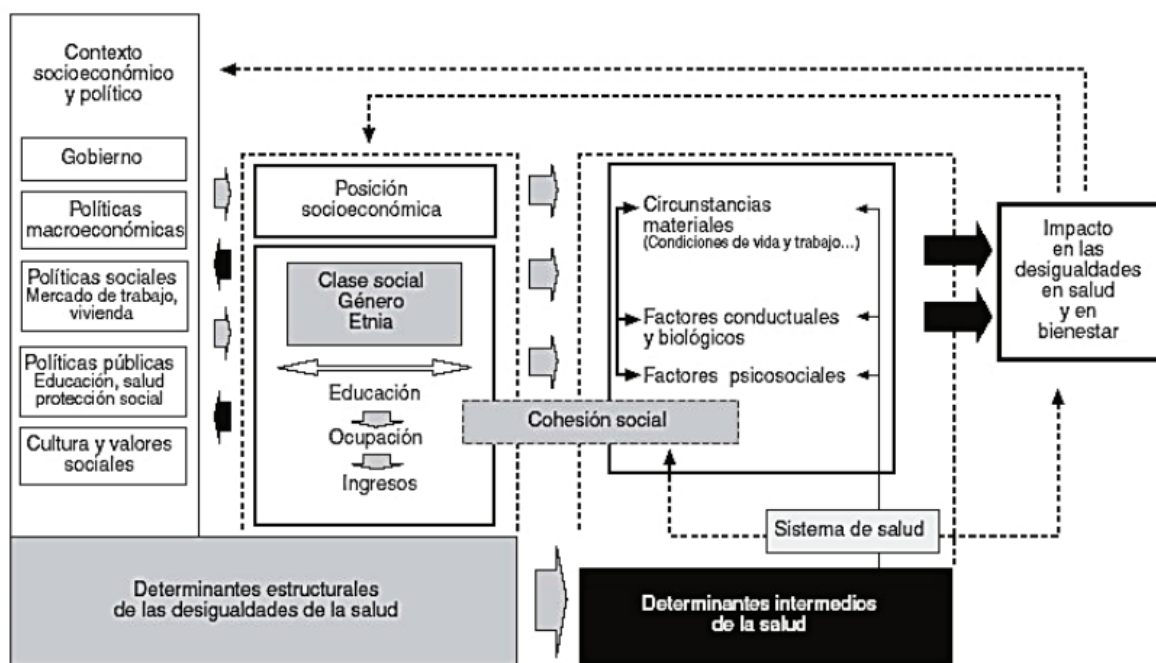 Contexto
socioeconómico
y político
Gobierno
Políticas
macroeconómicas
Políticas sociales
Mercado de trabajo,
vivienda
Políticas públicas
Educación, salud
protección social
Cultura y valores
sociales
Posición
socioeconómica
Clase social
Género
Etnia
Educación
Ocupación
Ingresos
Cohesión social
Circunstancias
materiales
(Condiciones de vida y trabajo...)
Factores conductuales
y biológicos
Factores psicosociales
Sistema de salud
Impacto
en las
desigualdades
en salud
y en
bienestar
Determinantes estructurales
de las desigualdades de la salud
Determinantes intermedios
de la salud